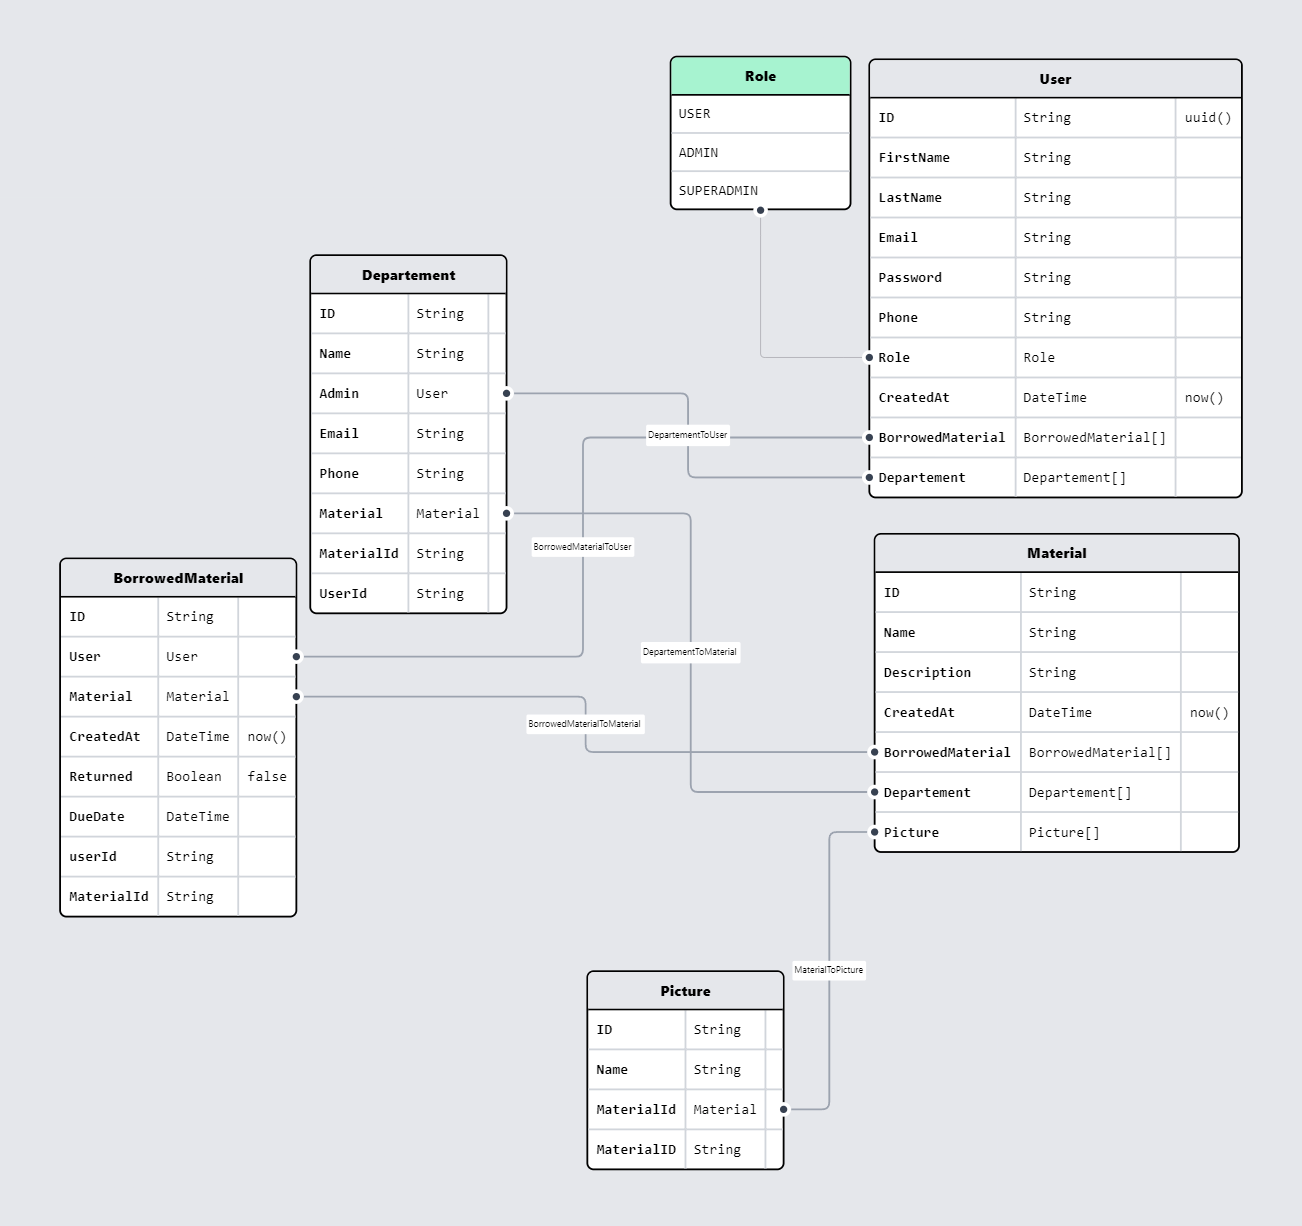 Role
USER
ADMIN
SUPERADMIN
User
ID String uuid()
FirstName String
LastName String
Email String
Password String
Phone String
Role Role
CreatedAt DateTime now()
BorrowedMaterial BorrowedMaterial[]
Departement Departement[]
Departement
ID String
Name String
Admin User
Email String
Phone String
Material Material
MaterialId String
UserId String
DepartementToUser
BorrowedMaterialToUser
BorrowedMaterial
ID String
User User
Material Material
CreatedAt DateTime now()
Returned Boolean false
DueDate DateTime
userId String
MaterialId String
DepartementToMaterial
BorrowedMaterialToMaterial
Material
ID String
Name String
Description String
CreatedAt DateTime now()
BorrowedMaterial BorrowedMaterial[]
Departement Departement[]
Picture Picture[]
MaterialToPicture
Picture
ID String
Name String
MaterialId Material
MaterialID String